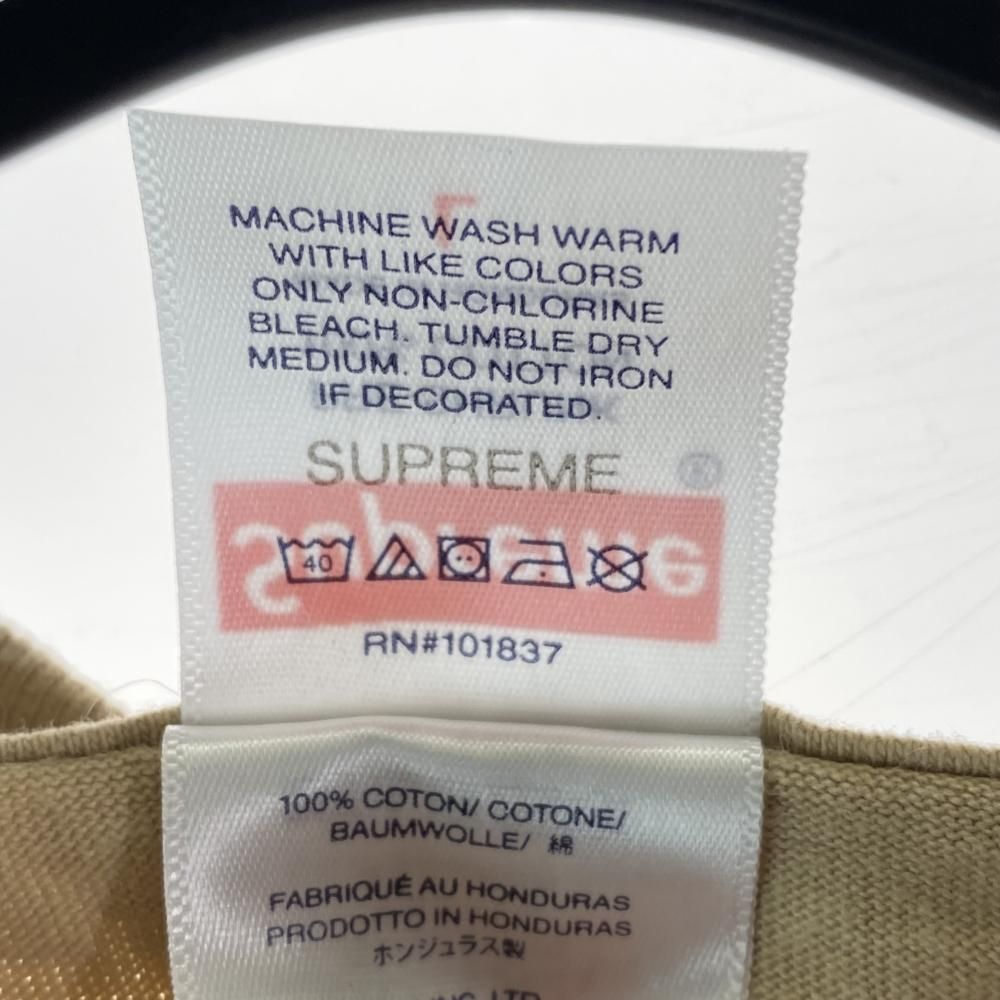 MACHINE WASH WARM
WITH LIKE COLORS
ONLY NON-CHLORINE
BLEACH. TUMBLE DRY
MEDIUM. DO NOT IRON
IF DECORATED.
SUPREME
Supreme
40
RN#101837
100% COTON/ COTONE/
BAUMWOLLE/ 綿
FABRIQUÉ AU HONDURAS
PRODOTTO IN HONDURAS
ホンジュラス製
LTD